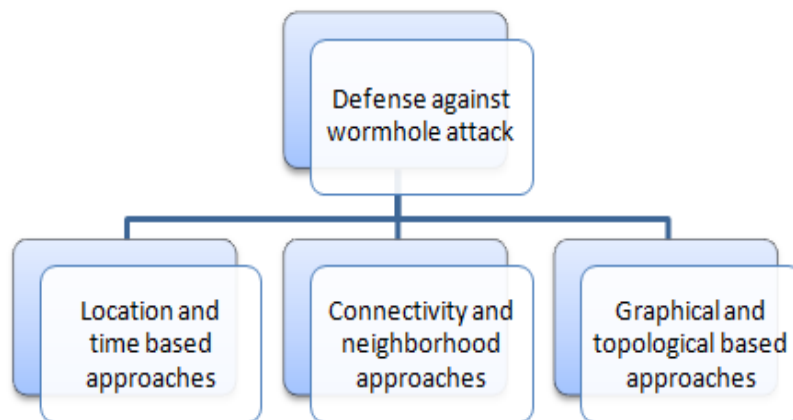 Defense against
wormhole attack
Location and
time based
approaches
Connectivity and
neighborhood
approaches
Graphical and
topological based
approaches